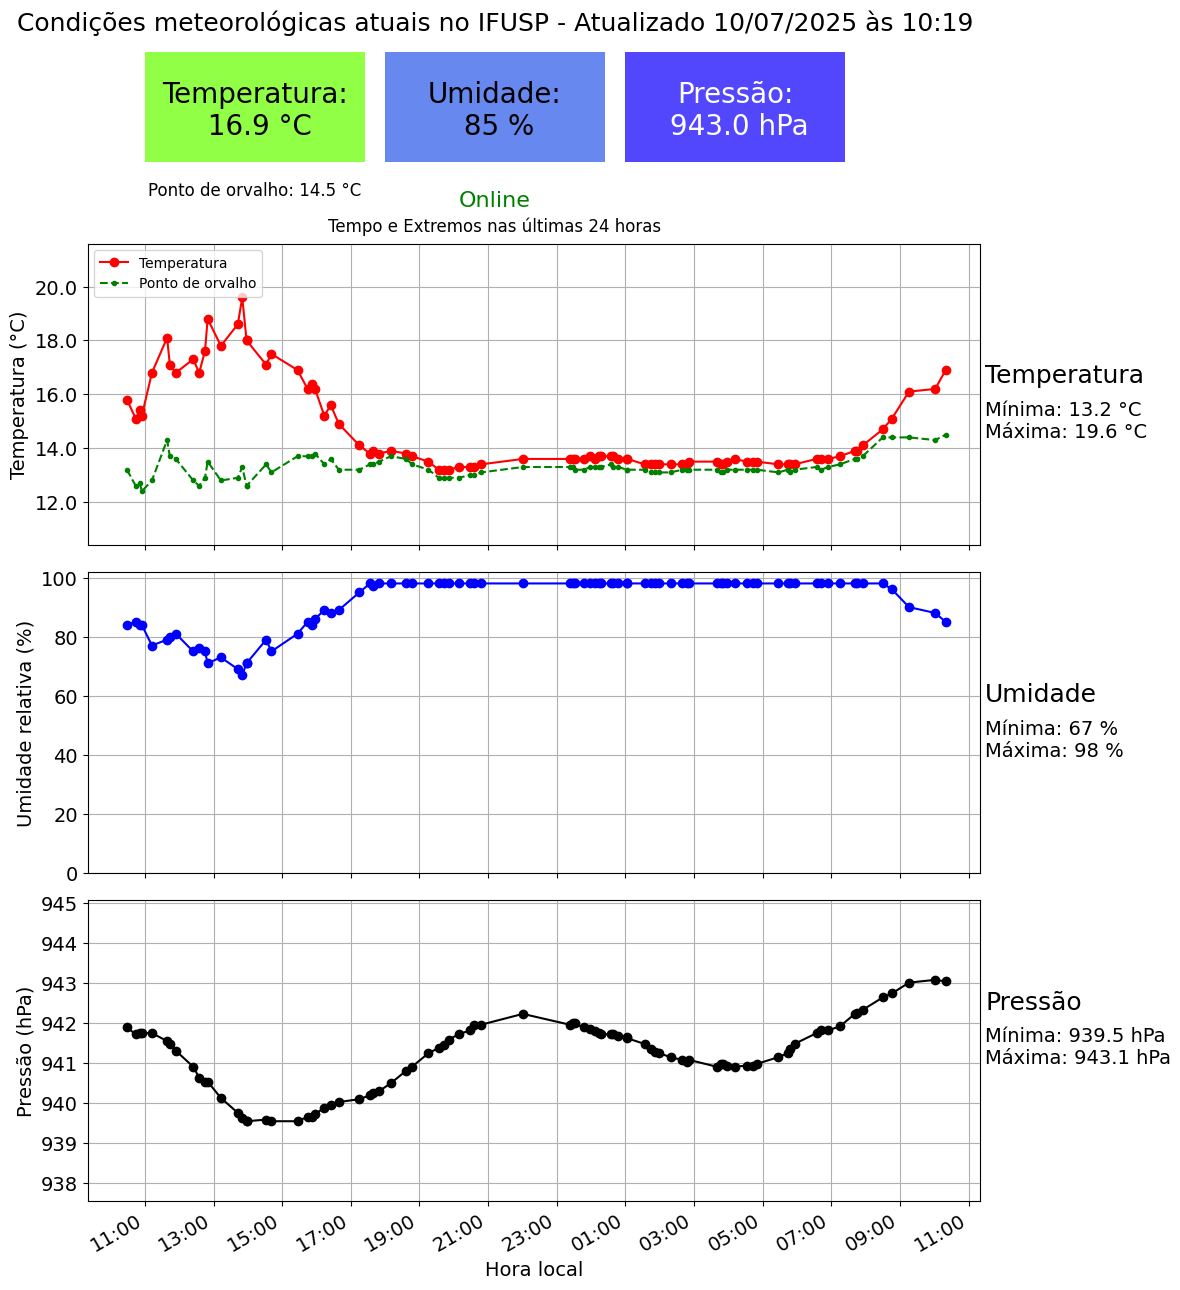 Condições meteorológicas atuais no IFUSP - Atualizado 10/07/2025 às 10:19
Temperatura:
16.9 °C
Umidade:
85 %
Pressão:
943.0 hPa
Ponto de orvalho: 14.5 °C
Online
Tempo e Extremos nas últimas 24 horas
Temperatura
Ponto de orvalho
Temperatura (°C)
20.0
18.0
16.0
14.0
12.0
Temperatura
Mínima: 13.2 °C
Máxima: 19.6 °C
Umidade relativa (%)
100
80
60
40
20
0
Umidade
Mínima: 67 %
Máxima: 98 %
Pressão (hPa)
945
944
943
942
941
940
939
938
Pressão
Mínima: 939.5 hPa
Máxima: 943.1 hPa
11:00
13:00
15:00
17:00
19:00
21:00
23:00
01:00
03:00
05:00
07:00
09:00
11:00
Hora local